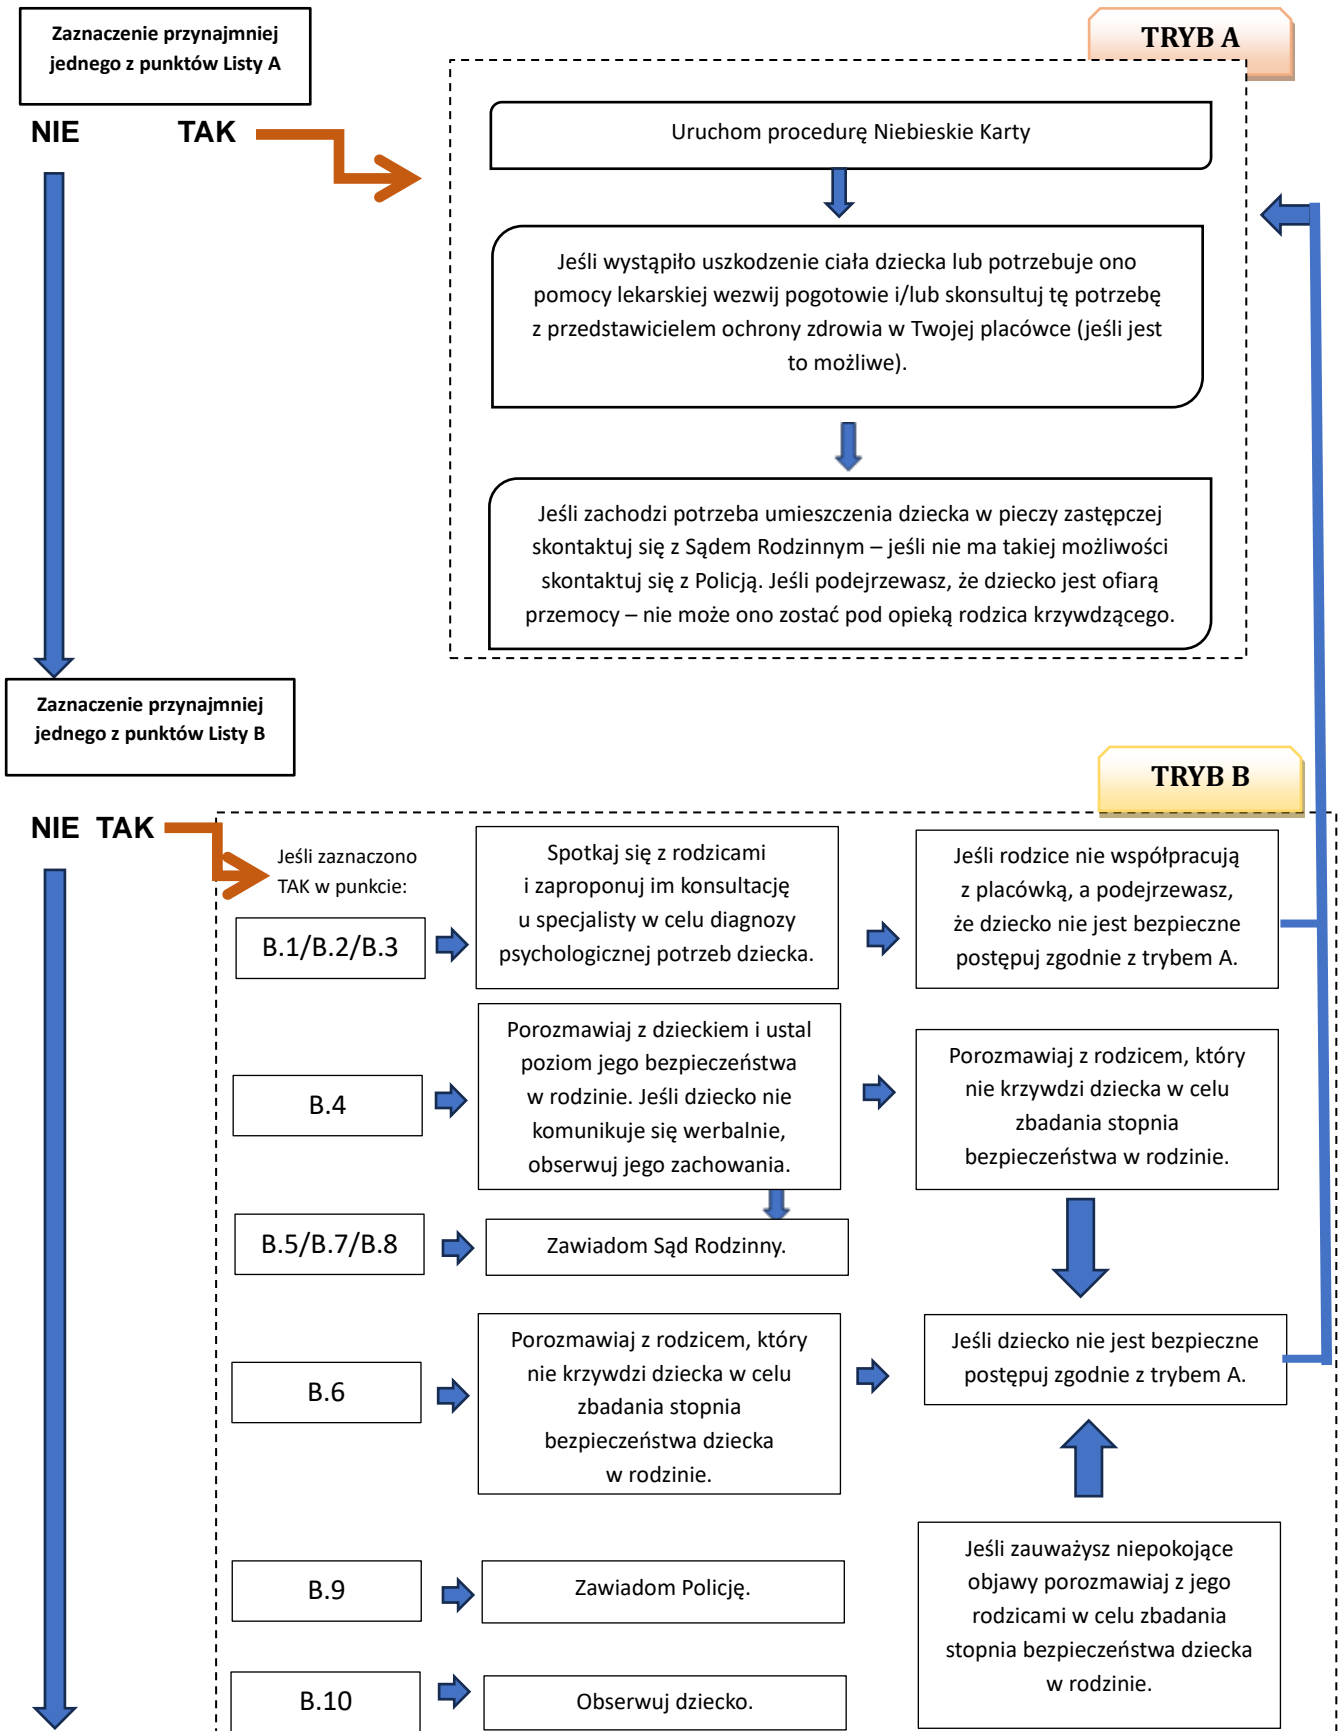 Zaznaczenie przynajmniej
jednego z punktów Listy A
NIE TAK
TRYB A
Uruchom procedurę Niebieskie Karty
Jeśli wystąpiło uszkodzenie ciała dziecka lub potrzebuje ono
pomocy lekarskiej wezwij pogotowie i/lub skonsultuj tę potrzebę
z przedstawicielem ochrony zdrowia w Twojej placówce (jeśli jest
to możliwe).
Jeśli zachodzi potrzeba umieszczenia dziecka w pieczy zastępczej
skontaktuj się z Sądem Rodzinnym – jeśli nie ma takiej możliwości
skontaktuj się z Policją. Jeśli podejrzewasz, że dziecko jest ofiarą
przemocy – nie może ono zostać pod opieką rodzica krzywdzącego.
Zaznaczenie przynajmniej
jednego z punktów Listy B
TRYB B
NIE TAK
Jeśli zaznaczono
TAK w punkcie:
B.1/B.2/B.3
Spotkaj się z rodzicami
i zaproponuj im konsultację
u specjalisty w celu diagnozy
psychologicznej potrzeb dziecka.
Jeśli rodzice nie współpracują
z placówką, a podejrzewasz,
że dziecko nie jest bezpieczne
postępuj zgodnie z trybem A.
B.4
Porozmawiaj z dzieckiem i ustal
poziom jego bezpieczeństwa
w rodzinie. Jeśli dziecko nie
komunikuje się werbalnie,
obserwuj jego zachowania.
Porozmawiaj z rodzicem, który
nie krzywdzi dziecka w celu
zbadania stopnia
bezpieczeństwa w rodzinie.
B.5/B.7/B.8
Zawiadom Sąd Rodzinny.
B.6
Porozmawiaj z rodzicem, który
nie krzywdzi dziecka w celu
zbadania stopnia
bezpieczeństwa dziecka
w rodzinie.
Jeśli dziecko nie jest bezpieczne
postępuj zgodnie z trybem A.
B.9
Zawiadom Policję.
B.10
Obserwuj dziecko.
Jeśli zauważysz niepokojące
objawy porozmawiaj z jego
rodzicami w celu zbadania
stopnia bezpieczeństwa dziecka
w rodzinie.